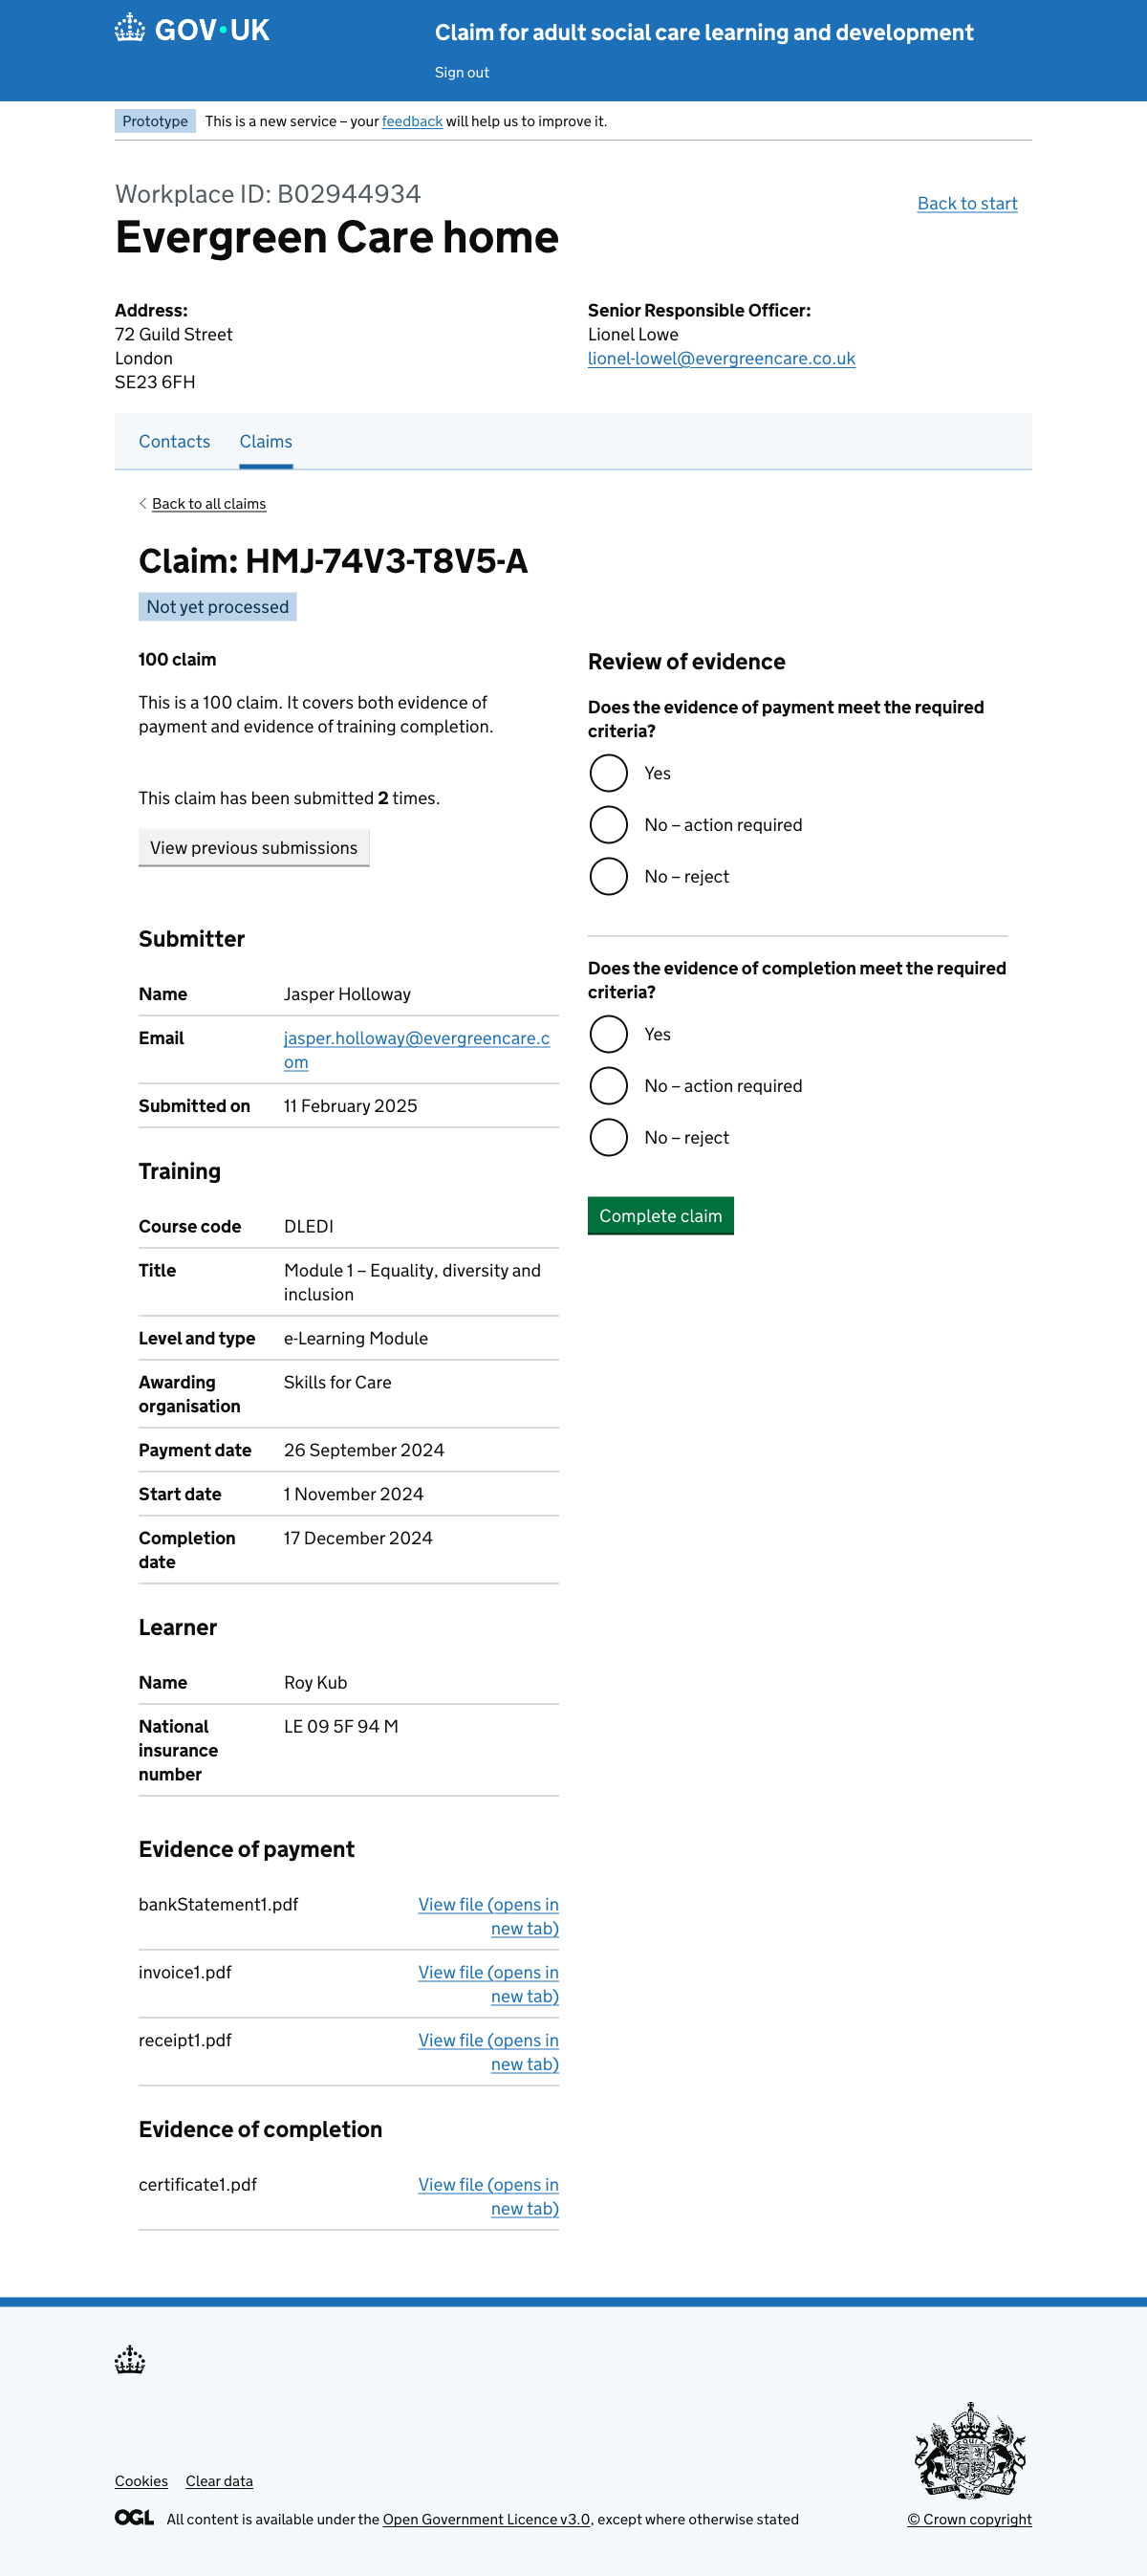 GOV·UK
Claim for adult social care learning and development
Sign out
Prototype This is a new service – your feedback will help us to improve it.
Workplace ID: B02944934
Evergreen Care home
Back to start
Address:
72 Guild Street
London
SE23 6FH
Senior Responsible Officer:
Lionel Lowe
lionel-lowel@evergreencare.co.uk
Contacts Claims
Back to all claims
Claim: HMJ-74V3-T8V5-A
Not yet processed
100 claim
This is a 100 claim. It covers both evidence of
payment and evidence of training completion.
This claim has been submitted 2 times.
View previous submissions
Submitter
Name Jasper Holloway
Email jasper.holloway@evergreencare.c
om
Submitted on 11 February 2025
Training
Course code DLEDI
Title Module 1 – Equality, diversity and
inclusion
Level and type e-Learning Module
Awarding Skills for Care
organisation
Payment date 26 September 2024
Start date 1 November 2024
Completion 17 December 2024
date
Learner
Name Roy Kub
National LE 09 5F 94 M
insurance
number
Evidence of payment
bankStatement1.pdf View file (opens in
new tab)
invoice1.pdf View file (opens in
new tab)
receipt1.pdf View file (opens in
new tab)
Evidence of completion
certificate1.pdf View file (opens in
new tab)
Review of evidence
Does the evidence of payment meet the required
criteria?
Yes
No – action required
No – reject
Does the evidence of completion meet the required
criteria?
Yes
No – action required
No – reject
Complete claim
Cookies Clear data
OGL All content is available under the Open Government Licence v3.0, except where otherwise stated
© Crown copyright